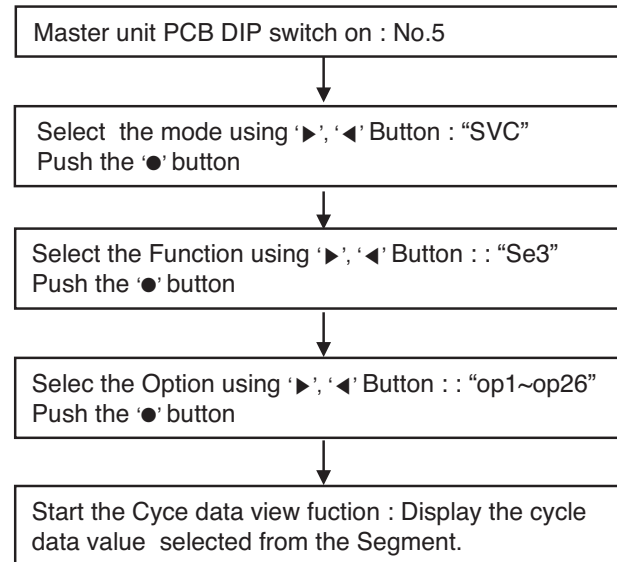 Master unit PCB DIP switch on : No.5
Select the mode using ‘▶’, ‘◀’ Button : “SVC”
Push the ‘●’ button
Select the Function using ‘▶’, ‘◀’ Button : : “Se3”
Push the ‘●’ button
Selec the Option using ‘▶’, ‘◀’ Button : : “op1~op26”
Push the ‘●’ button
Start the Cyce data view fuction : Display the cycle
data value selected from the Segment.